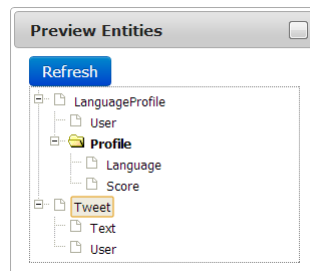 Preview Entities
Refresh
LanguageProfile
User
Profile
Language
Score
Tweet
Text
User